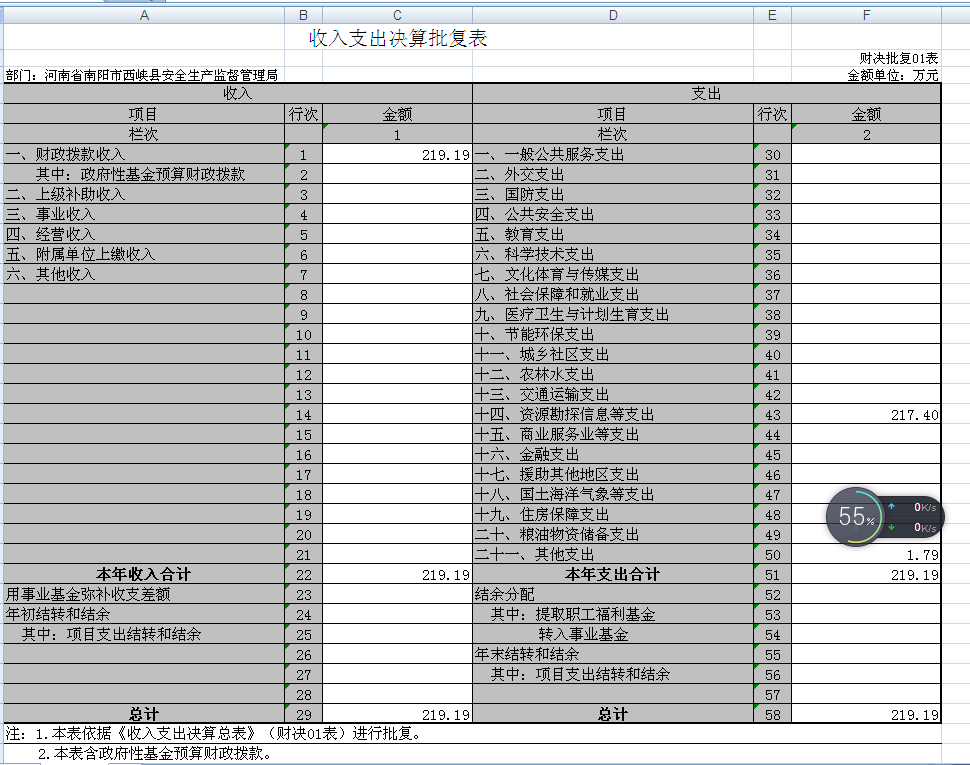 A B C D E F
收入支出决算批复表
财决批复01表
部门：河南省南阳市西峡县安全生产监督管理局 金额单位：万元
收入 支出
项目 行次 金额 项目 行次 金额
栏次 1 栏次 2
一、财政拨款收入 1 219.19 一、一般公共服务支出 30
其中：政府性基金预算财政拨款 2 二、外交支出 31
二、上级补助收入 3 三、国防支出 32
三、事业收入 4 四、公共安全支出 33
四、经营收入 5 五、教育支出 34
五、附属单位上缴收入 6 六、科学技术支出 35
六、其他收入 7 七、文化体育与传媒支出 36
8 八、社会保障和就业支出 37
9 九、医疗卫生与计划生育支出 38
10 十、节能环保支出 39
11 十一、城乡社区支出 40
12 十二、农林水支出 41
13 十三、交通运输支出 42
14 十四、资源勘探信息等支出 43 217.40
15 十五、商业服务业等支出 44
16 十六、金融支出 45
17 十七、援助其他地区支出 46
18 十八、国土海洋气象等支出 47
19 十九、住房保障支出 48
20 二十、粮油物资储备支出 49
21 二十一、其他支出 50 1.79
55% 0K/s
0K/s
本年收入合计 22 219.19 本年支出合计 51 219.19
用事业基金弥补收支差额 23 结余分配 52
年初结转和结余 24 其中：提取职工福利基金 53
其中：项目支出结转和结余 25 转入事业基金 54
26 年末结转和结余 55
27 其中：项目支出结转和结余 56
28 57
总计 29 219.19 总计 58 219.19
注：1.本表依据《收入支出决算总表》（财决01表）进行批复。
2.本表含政府性基金预算财政拨款。